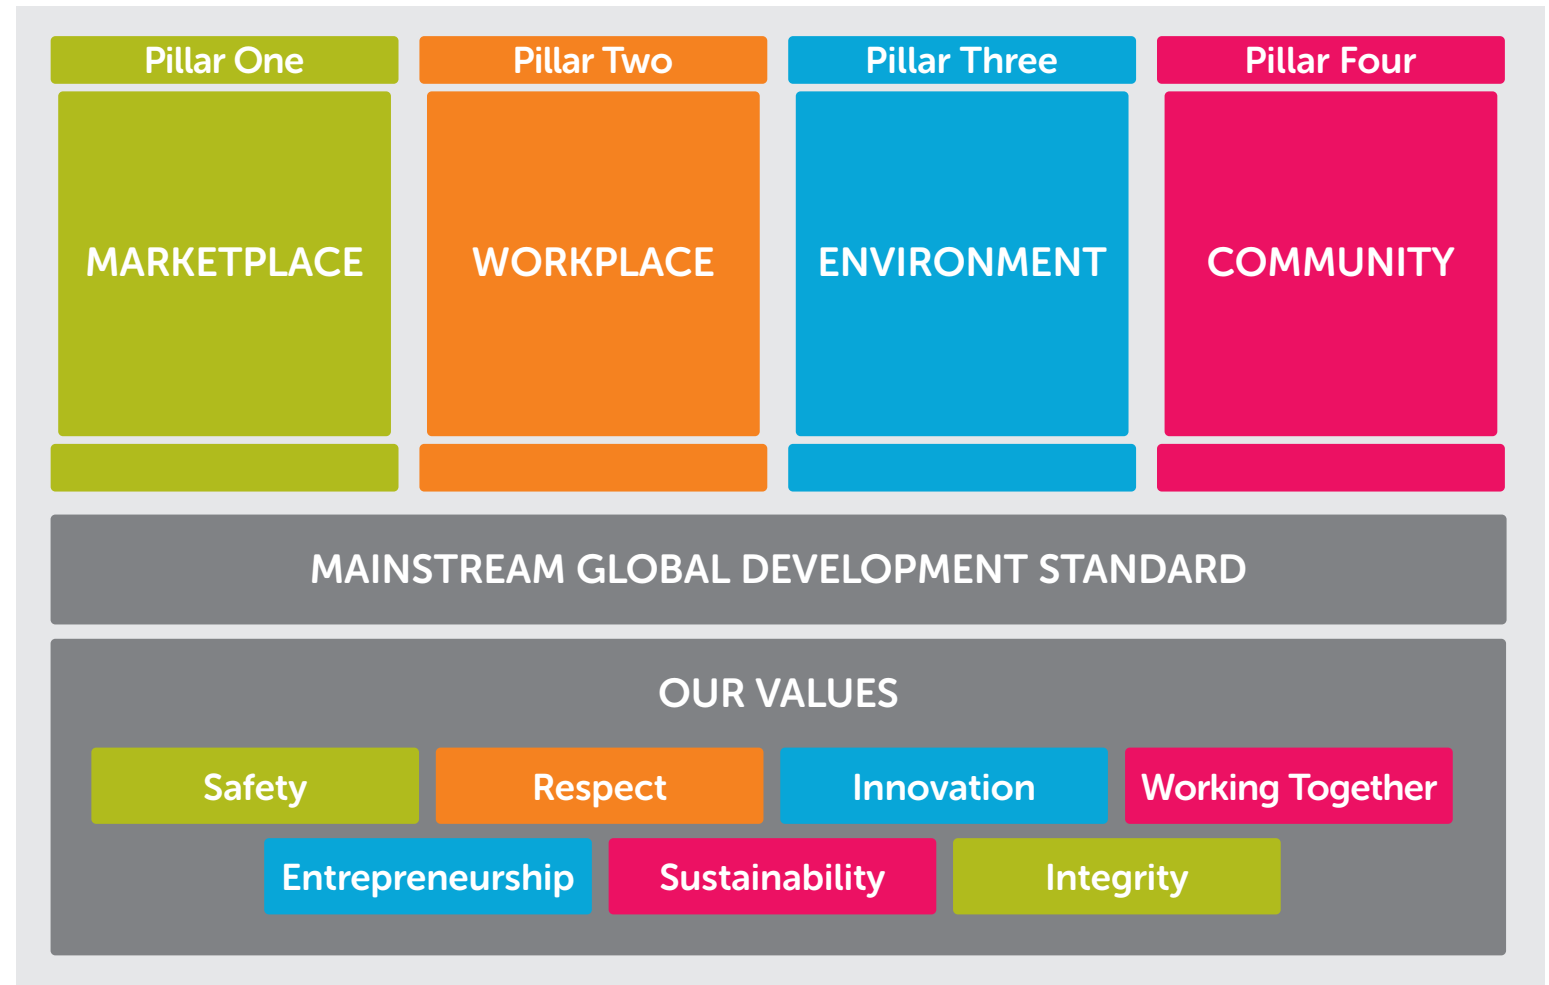 Pillar One
Pillar Two
Pillar Three
Pillar Four
MARKETPLACE
WORKPLACE
ENVIRONMENT
COMMUNITY
MAINSTREAM GLOBAL DEVELOPMENT STANDARD
OUR VALUES
Safety
Respect
Innovation
Working Together
Entrepreneurship
Sustainability
Integrity